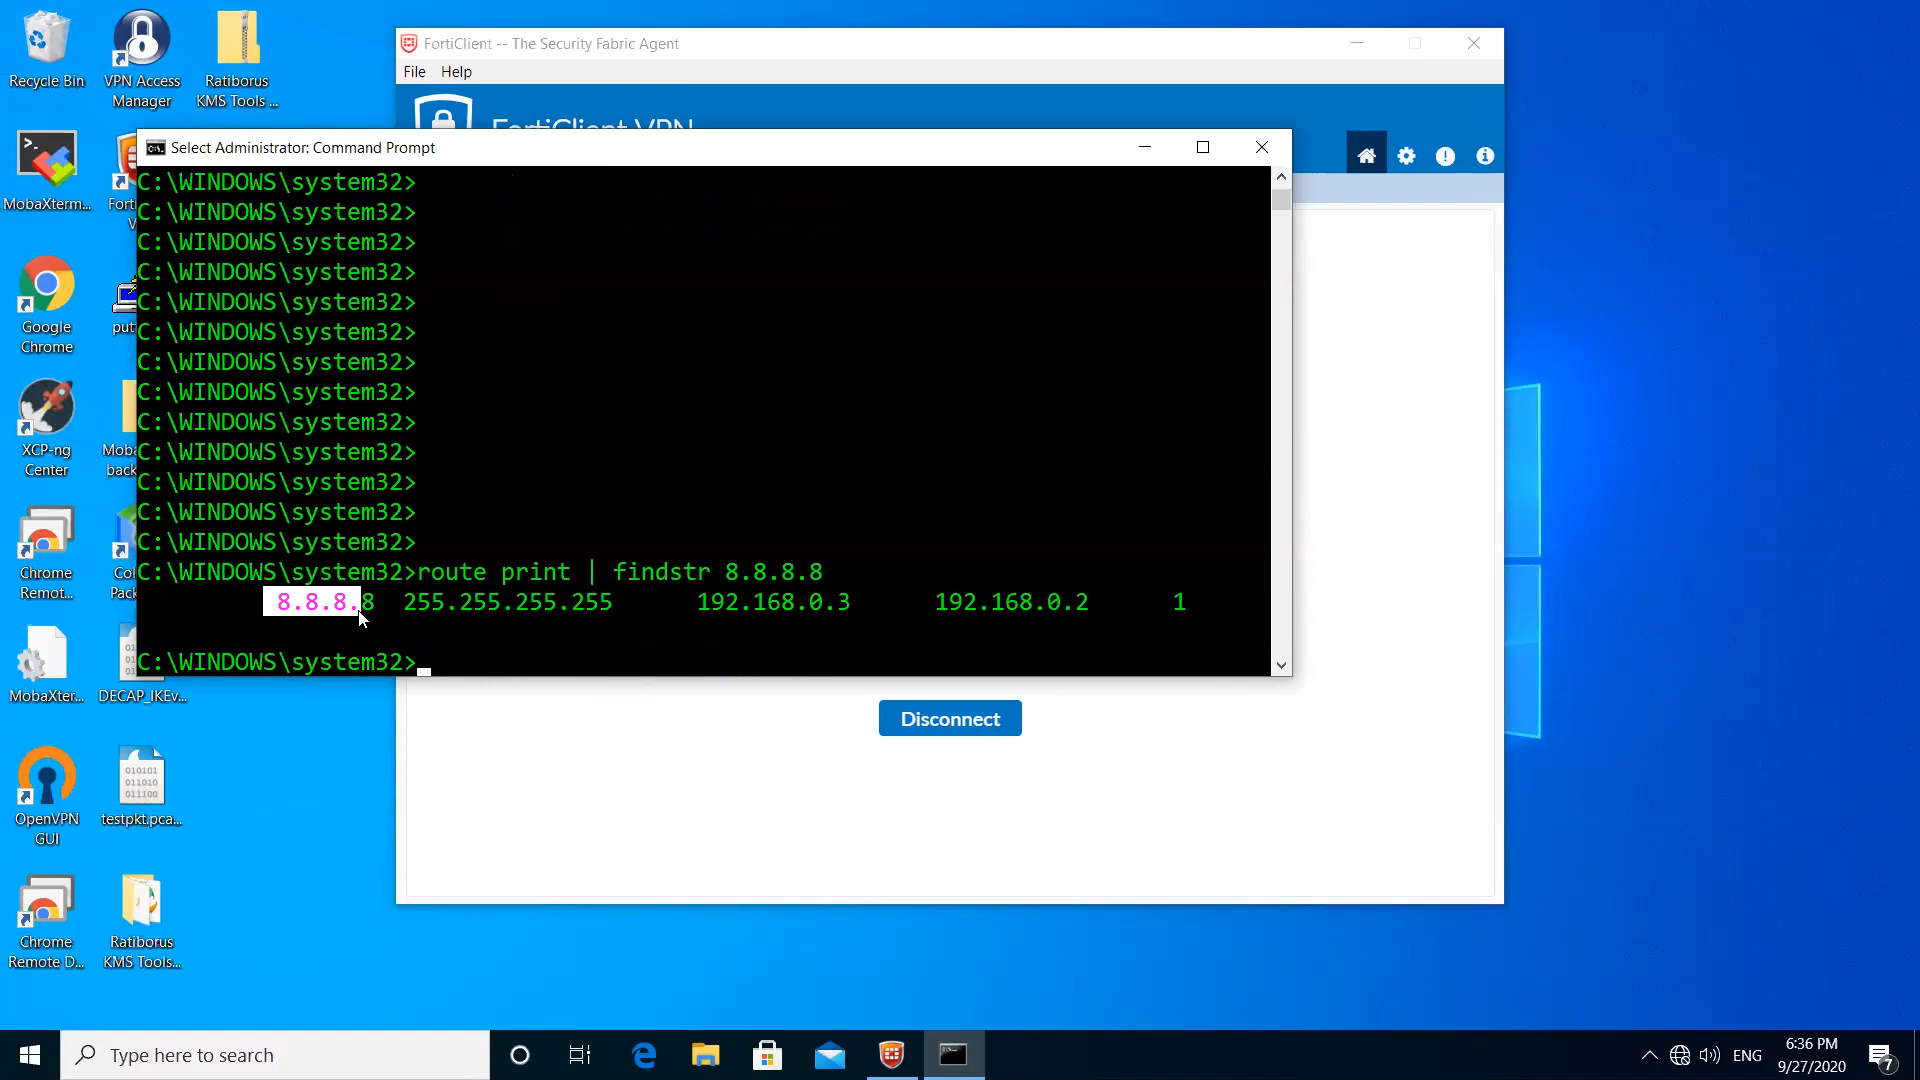 Recycle Bin
VPN Access
Manager
Ratiborus
KMS Tools ...
MobaXterm...
Google
Chrome
XCP-ng
Center
Chrome
Remot...
MobaXter...
DECAP_IKEv...
OpenVPN
GUI
testpkt.pca...
Chrome
Remote D...
Ratiborus
KMS Tools...
FortiClient -- The Security Fabric Agent
File Help
FortiClient VPN
Select Administrator: Command Prompt
C:\WINDOWS\system32>
C:\WINDOWS\system32>
C:\WINDOWS\system32>
C:\WINDOWS\system32>
C:\WINDOWS\system32>
C:\WINDOWS\system32>
C:\WINDOWS\system32>
C:\WINDOWS\system32>
C:\WINDOWS\system32>
C:\WINDOWS\system32>
C:\WINDOWS\system32>
C:\WINDOWS\system32>
C:\WINDOWS\system32>
C:\WINDOWS\system32>route print | findstr 8.8.8.8
8.8.8.8 255.255.255.255 192.168.0.3 192.168.0.2 1
C:\WINDOWS\system32>
Disconnect
Type here to search
ENG
6:36 PM
9/27/2020
7